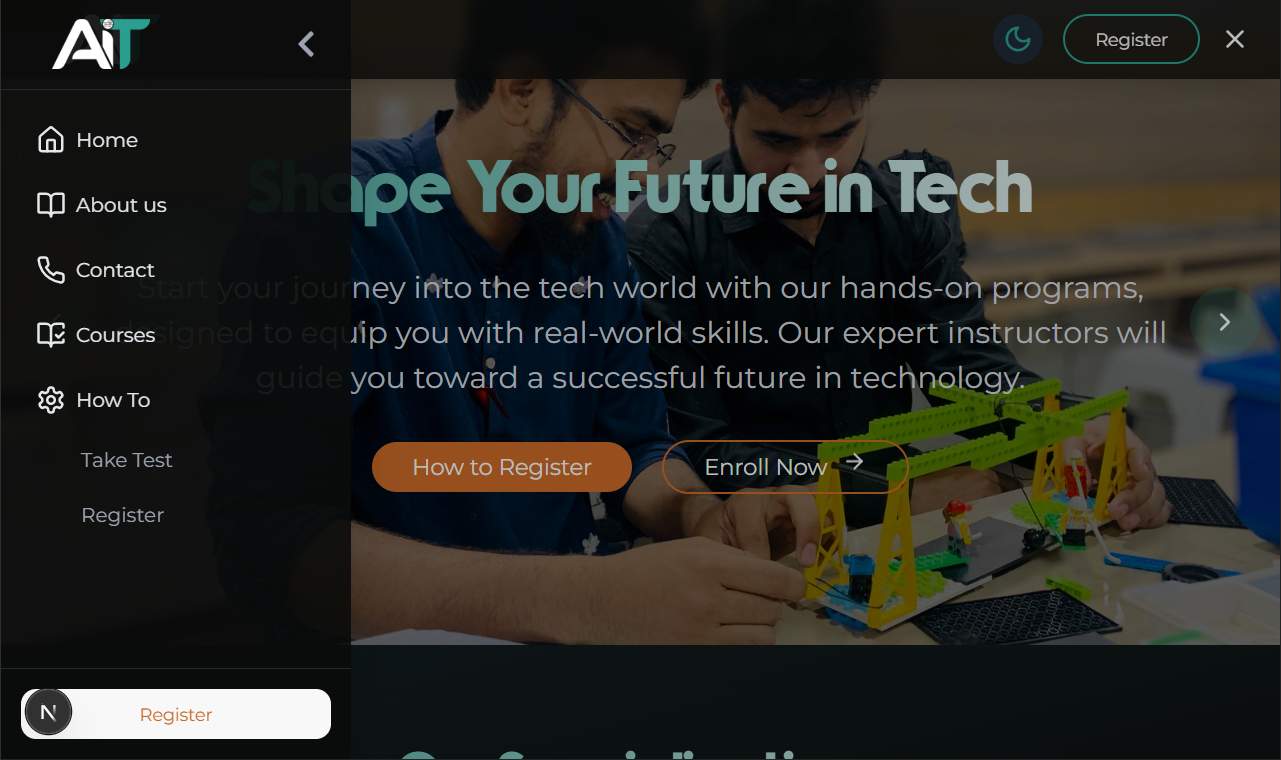 AiT
Register
Home
About us
Contact
Courses
How To
Take Test
Register
Register
N
Shape Your Future in Tech
Start your journey into the tech world with our hands-on programs,
designed to equip you with real-world skills. Our expert instructors will
guide you toward a successful future in technology.
How to Register
Enroll Now